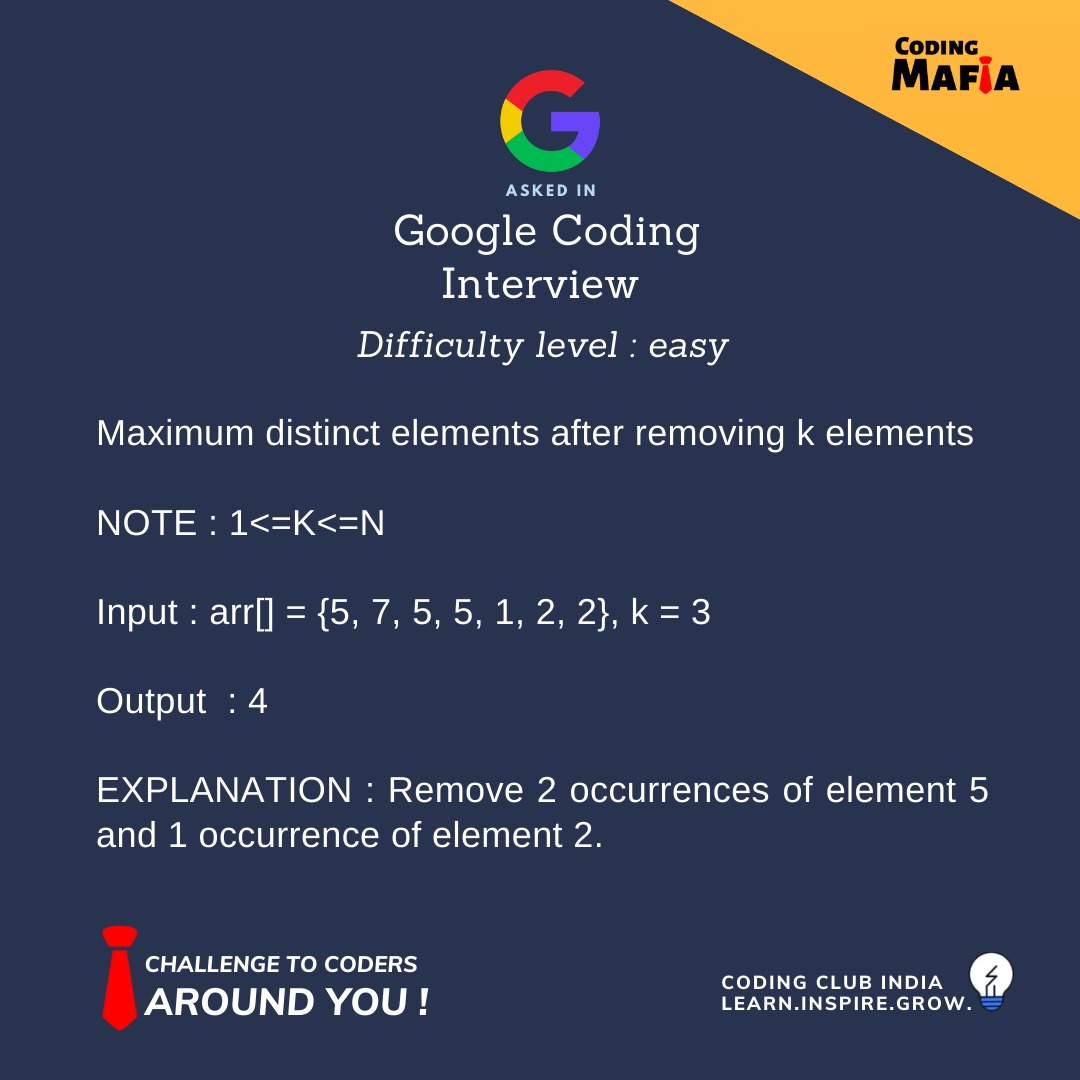 CODING
MAFIA
ASKED IN
Google Coding
Interview
Difficulty level : easy
Maximum distinct elements after removing k elements
NOTE : 1<=K<=N
Input : arr[] = {5, 7, 5, 5, 1, 2, 2}, k = 3
Output  : 4
EXPLANATION : Remove 2 occurrences of element 5
and 1 occurrence of element 2.
CHALLENGE TO CODERS
AROUND YOU !
CODING CLUB INDIA
LEARN.INSPIRE.GROW.